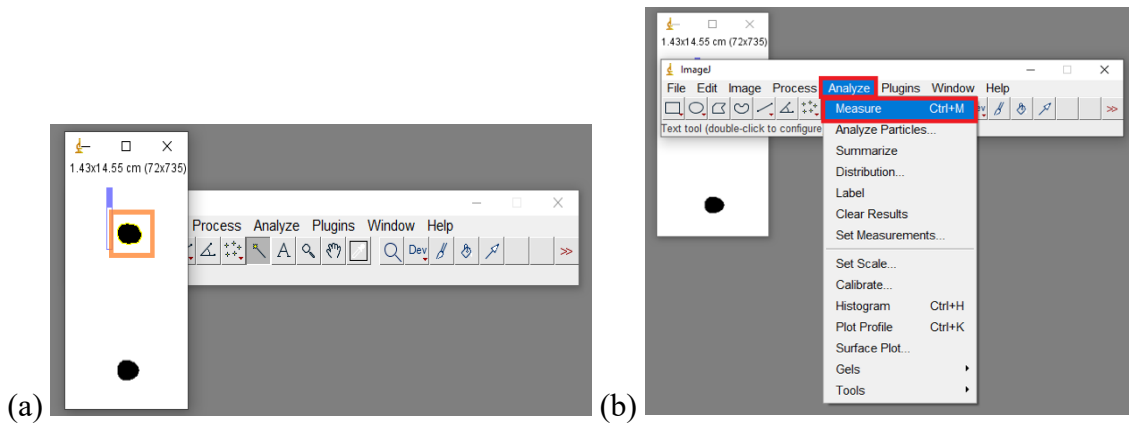 (a)
1.43x14.55 cm (72x735)
Process Analyze Plugins Window Help
A Dev >>
(b)
1.43x14.55 cm (72x735)
ImageJ
File Edit Image Process Analyze Plugins Window Help
>>
Text tool (double-click to configure
Measure Ctrl+M
Analyze Particles...
Summarize
Distribution...
Label
Clear Results
Set Measurements...
Set Scale...
Calibrate...
Histogram Ctrl+H
Plot Profile Ctrl+K
Surface Plot...
Gels
Tools